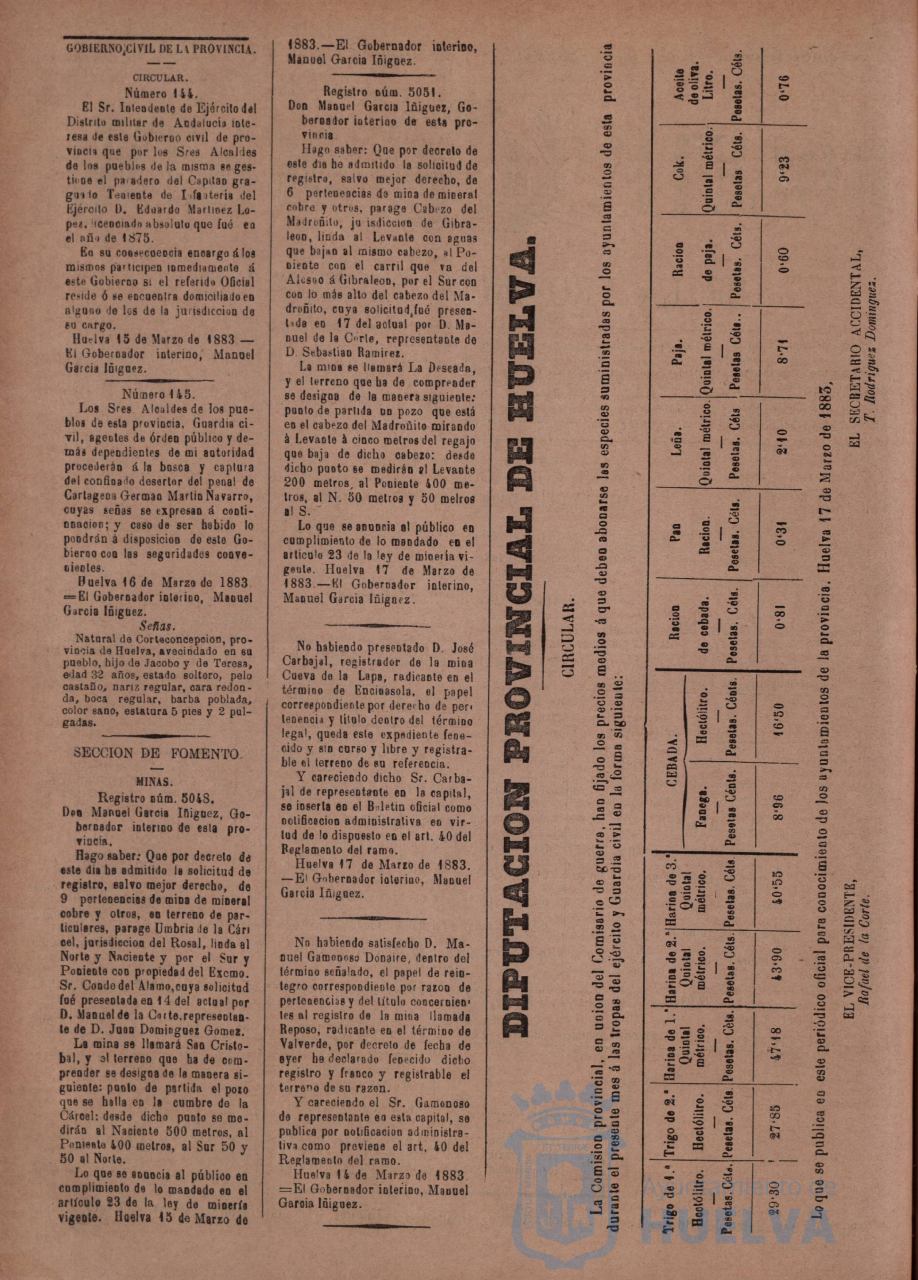 GOBIERNO CIVIL DE LA PROVINCIA.
CIRCULAR.
Número 144.
El Sr. Intendente de Ejército del
Distrito militar de Andalucia inte-
resa de este Gobierno civil de pro-
vincia que por los Sres Alcaldes
de los pueblos de la misma se ges-
tione el paradero del Capitan gra-
duado Teniente de Infantería del
Ejército D. Eduardo Martinez Lo-
pez, licenciado absoluto que fué en
el año de 1875.
En su consecuencia encargo á los
mismos participen inmediatamente á
este Gobierno si el referido Oficial
reside ó se encuentra domiciliado en
alguno de los de la jurisdiccion de
su cargo.
Huelva 15 de Marzo de 1883 —
El Gobernador interino, Manuel
Garcia Iñiguez.
Número 145.
Los Sres Alcaldes de los pue-
blos de esta provincia, Guardia ci-
vil, agentes de órden público y de-
más dependientes de mi autoridad
procederán á la busca y captura
del confinado desertor del penal de
Cartagena German Martin Navarro,
cuyas señas se expresan á conti-
nuacion; y caso de ser habido lo
pondrán á disposicion de este Go-
bierno con las seguridades conve-
nientes.
Huelva 16 de Marzo de 1883
=El Gobernador interino, Manuel
Garcia Iñiguez.
Señas.
Natural de Corteconcepcion, pro-
vincia de Huelva, avecindado en su
pueblo, hijo de Jacobo y de Teresa,
edad 32 años, estado soltero, pelo
castaño, nariz regular, cara redon-
da, boca regular, barba poblada,
color sano, estatura 5 pies y 2 pul-
gadas.
SECCION DE FOMENTO.
MINAS.
Registro núm. 5048.
Don Manuel Garcia Iñiguez, Go-
bernador interino de esta pro-
vincia.
Hago saber: Que por decreto de
este dia he admitido la solicitud de
registro, salvo mejor derecho, de
9 pertenencias de mina de mineral
cobre y otros, en terreno de par-
ticulares, parage Umbria de la Cár-
cel, jurisdiccion del Rosal, linda al
Norte y Naciente y por el Sur y
Poniente con propiedad del Excmo.
Sr. Conde del Alamo, cuya solicitud
fué presentada en 14 del actual por
D. Manuel de la Corte, representan-
te de D. Juan Dominguez Gomez.
La mina se llamará San Cristo-
bal, y el terreno que ha de com-
prender se designa de la manera si-
guiente: punto de partida el pozo
que se halla en la cumbre de la
Cárcel: desde dicho punto se me-
dirán al Naciente 500 metros, al
Poniente 400 metros, al Sur 50 y
50 al Norte.
Lo que se anuncia al público en
cumplimiento de lo mandado en el
artículo 23 de la ley de minería
vigente. Huelva 15 de Marzo de
1883.—El Gobernador interino,
Manuel Garcia Iñiguez.
Registro núm. 5051.
Don Manuel Garcia Iñiguez, Go-
bernador interino de esta pro-
vincia
Hago saber: Que por decreto de
este dia he admitido la solicitud de
registro, salvo mejor derecho, de
6 pertenencias de mina de mineral
cobre y otros, parage Cabezo del
Madroñito, jurisdiccion de Gibra-
leon, linda al Levante con aguas
que bajan al mismo cabezo, al Po-
niente con el carril que va del
Alosno á Gibraleon, por el Sur con
con lo más alto del cabezo del Ma-
droñito, cuya solicitud fué presen-
tada en 17 del actual por D. Ma-
nuel de la Corte, representante de
D. Sebastian Ramirez.
La mina se llamará La Deseada,
y el terreno que ha de comprender
se designa de la manera siguiente:
punto de partida un pozo que está
en el cabezo del Madroñito mirando
á Levante á cinco metros del regajo
que baja de dicho cabezo: desde
dicho punto se medirán al Levante
200 metros, al Poniente 400 me-
tros, al N. 50 metros y 50 metros
al S.
Lo que se anuncia al público en
cumplimiento de lo mandado en el
articulo 23 de la ley de minería vi-
gente. Huelva 17 de Marzo de
1883.—El Gobernador interino,
Manuel Garcia Iñiguez.
No habiendo presentado D. José
Carbajal, registrador de la mina
Cueva de la Lapa, radicante en el
término de Encinasola, el papel
correspondiente por derecho de per-
tenencia y título dentro del término
legal, queda este expediente fene-
cido y sin curso y libre y registra-
ble el terreno de su referencia.
Y careciendo dicho Sr. Carba-
jal de representante en la capital,
se inserta en el Boletin oficial como
notificacion administrativa en vir-
tud de lo dispuesto en el art. 40 del
Reglamento del ramo.
Huelva 17 de Marzo de 1883.
—El Gobernador interino, Manuel
Garcia Iñiguez.
No habiendo satisfecho D. Ma-
nuel Gamonoso Donaire, dentro del
término señalado, el papel de rein-
tegro correspondiente por razon de
pertenencias y del título concernien-
tes al registro de la mina llamada
Reposo, radicante en el término de
Valverde, por decreto de fecha de
ayer he declarado fenecido dicho
registro y franco y registrable el
terreno de su razon.
Y careciendo el Sr. Gamonoso
de representante en esta capital, se
publica por notificacion administra-
tiva como previene el art. 40 del
Reglamento del ramo.
Huelva 14 de Marzo de 1883
=El Gobernador interino, Manuel
Garcia Iñiguez.
DIPUTACION PROVINCIAL DE HUELVA.
CIRCULAR.
La Comision provincial, en union del Comisario de guerra, han fijado los precios medios á que deben abonarse las especies suministradas por los ayuntamientos de esta provincia
durante el presente mes á las tropas del ejército y Guardia civil en la forma siguiente:
Trigo de 1.ª Hectólitro. Pesetas. Céts. 29·30
Trigo de 2.ª Hectólitro. Pesetas. Céts. 27·85
Harina de 1.ª Quintal métrico. Pesetas. Céts. 47·18
Harina de 2.ª Quintal métrico. Pesetas. Céts. 43·90
Harina de 3.ª Quintal métrico. Pesetas. Céts 40·55
CEBADA.
Fanega. Pesetas Cénts. 8·96
Hectólitro. Pesetas. Cénts. 16·50
Racion de cebada. Pesetas. Céts. 0·81
Pan Racion. Pesetas. Céts. 0·31
Leña. Quintal métrico. Pesetas. Céts 2·10
Paja. Quintal métrico. Pesetas Céts.. 8·71
Racion de paja. Pesetas. Céts. 0·60
Cok. Quintal métrico. Pesetas Céts. 9·23
Aceite de oliva. Litro. Pesetas. Céts. 0·76
Lo que se publica en este periódico oficial para conocimiento de los ayuntamientos de la provincia. Huelva 17 de Marzo de 1883,
EL VICE-PRESIDENTE,
Rafael de la Corte.
EL SECRETARIO ACCIDENTAL,
T. Rodriguez Dominguez.
Ayuntamiento de
HUELVA